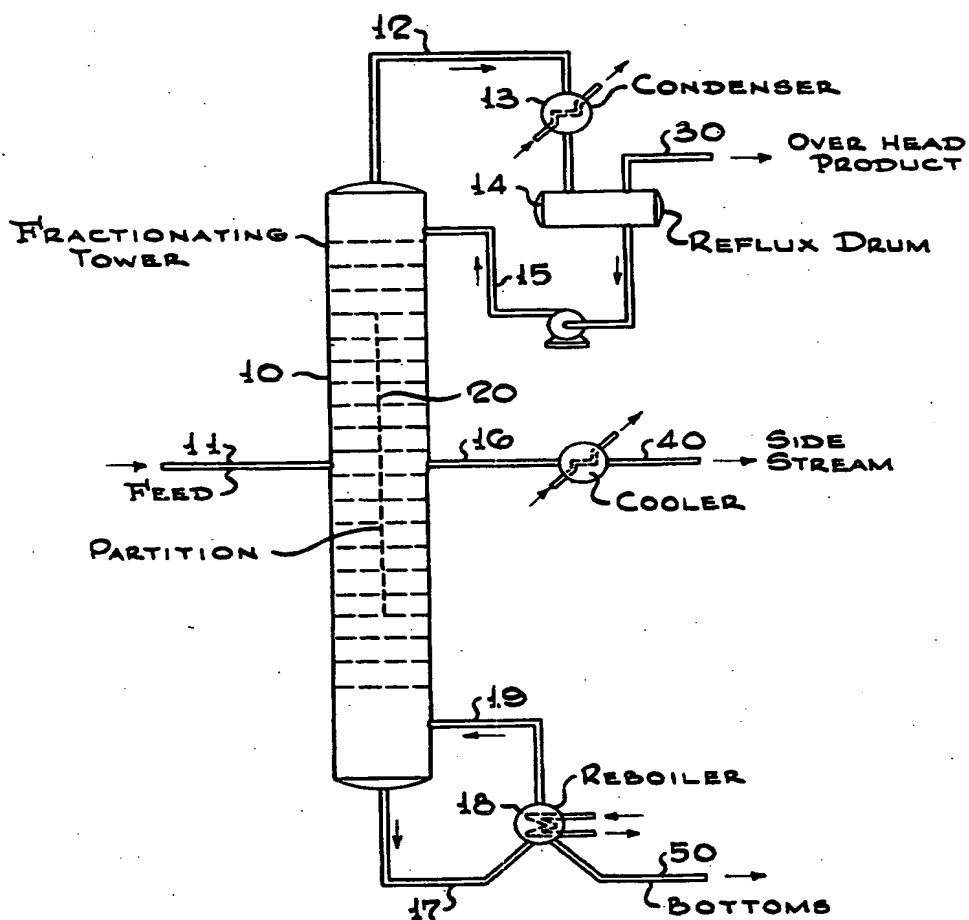 12
13
CONDENSER
30
OVER HEAD
PRODUCT
14
REFLUX DRUM
FRACTIONATING
TOWER
15
10
20
11
FEED
16
40
SIDE
STREAM
COOLER
PARTITION
19
REBOILER
18
17
50
BOTTOMS